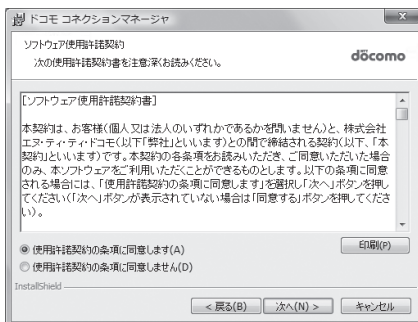 ドコモ コネクションマネージャ
ソフトウェア使用許諾契約
次の使用許諾契約書を注意深くお読みください。
döcomo
[ソフトウェア使用許諾契約書]
本契約は、お客様(個人又は法人のいずれかであるかを問いません)と、株式会社
エヌ・ティ・ティ・ドコモ(以下「弊社」といいます)との間で締結される契約(以下、「本
契約」といいます)です。本契約の各条項をお読みいただき、ご同意いただいた場合
のみ、本ソフトウェアをご利用いただくことができるものとします。以下の条項に同意
される場合には、「使用許諾契約の条項に同意します」を選択し「次へ」ボタンを押し
てください(「次へ」ボタンが表示されていない場合は「同意する」ボタンを押してくださ
い)。
使用許諾契約の条項に同意します(A)
印刷(P)
使用許諾契約の条項に同意しません(D)
InstallShield
< 戻る(B)
次へ(N) >
キャンセル